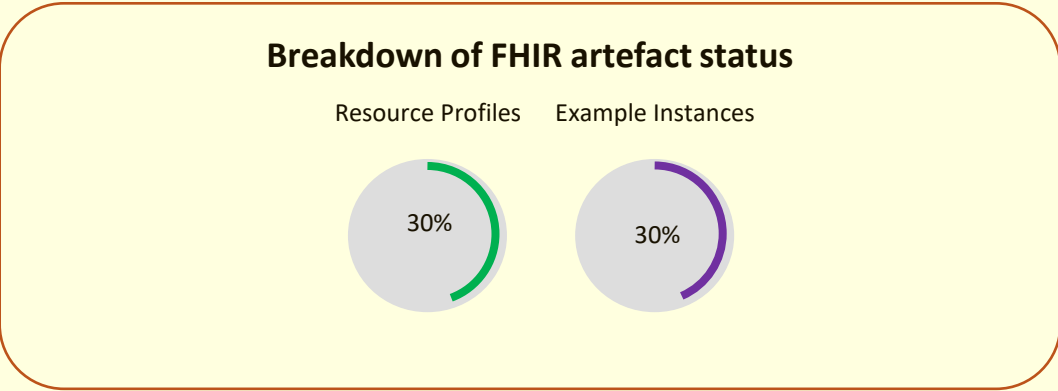 Breakdown of FHIR artefact status
Resource Profiles
Example Instances
30%
30%